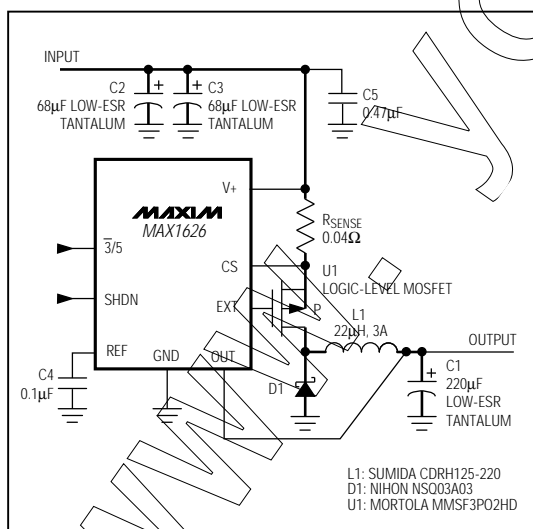 INPUT
C2
68µF LOW-ESR
TANTALUM
C3
68µF LOW-ESR
TANTALUM
C5
0.47µF
V+
MAXIM
MAX1626
RSENSE
0.04Ω
3/5
CS
U1
LOGIC-LEVEL MOSFET
SHDN
EXT
P
L1
22µH, 3A
OUTPUT
REF
GND
OUT
C4
0.1µF
D1
C1
220µF
LOW-ESR
TANTALUM
L1: SUMIDA CDRH125-220
D1: NIHON NSQ03A03
U1: MORTOLA MMSF3PO2HD